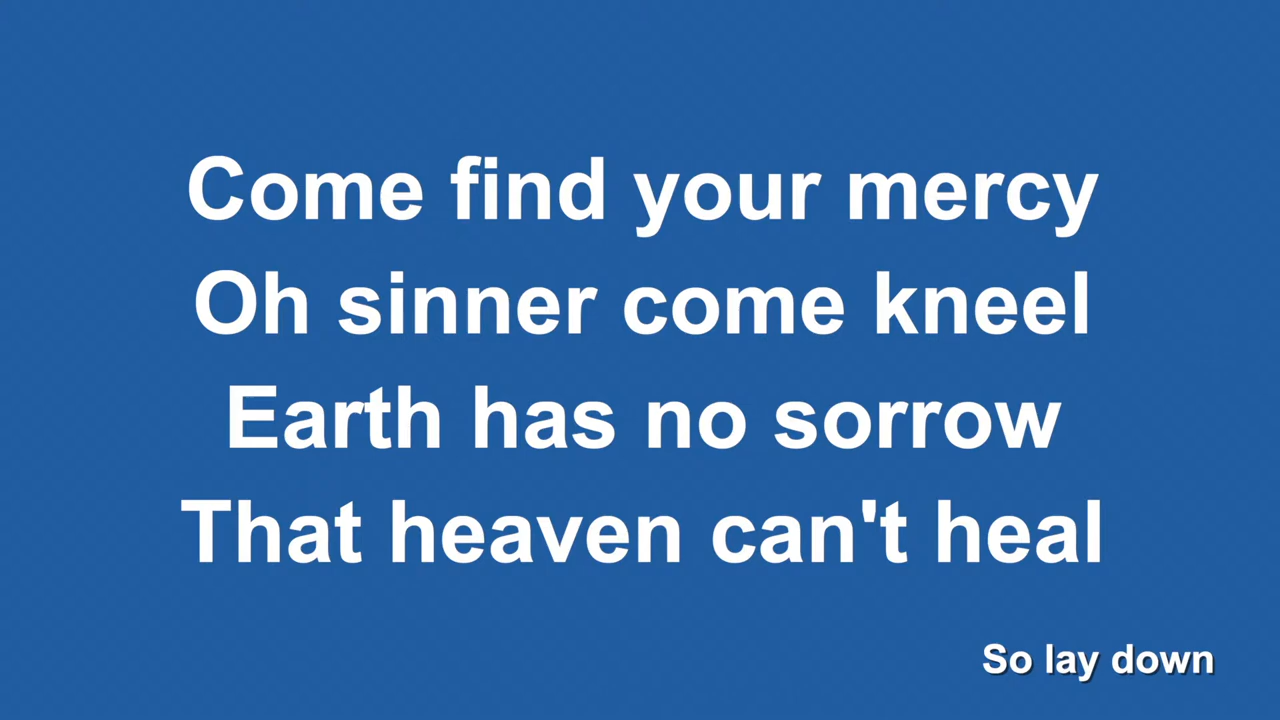 Come find your mercy
Oh sinner come kneel
Earth has no sorrow
That heaven can't heal
So lay down